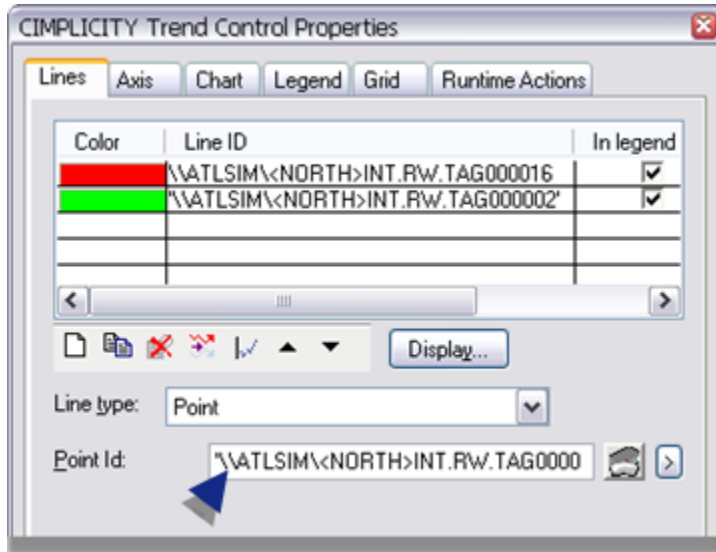 CIMPLICITY Trend Control Properties
Lines Axis Chart Legend Grid Runtime Actions
Color Line ID In legend
\\ATLSIM\<NORTH>INT.RW.TAG000016
'\\ATLSIM\<NORTH>INT.RW.TAG000002'
Display...
Line type: Point
Point Id: '\\ATLSIM\<NORTH>INT.RW.TAG0000